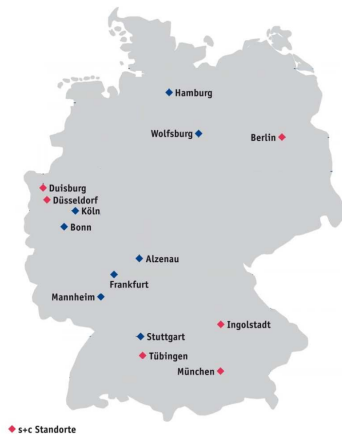 Hamburg
Wolfsburg
Berlin
Duisburg
Düsseldorf
Köln
Bonn
Alzenau
Frankfurt
Mannheim
Ingolstadt
Stuttgart
Tübingen
München
s+c Standorte